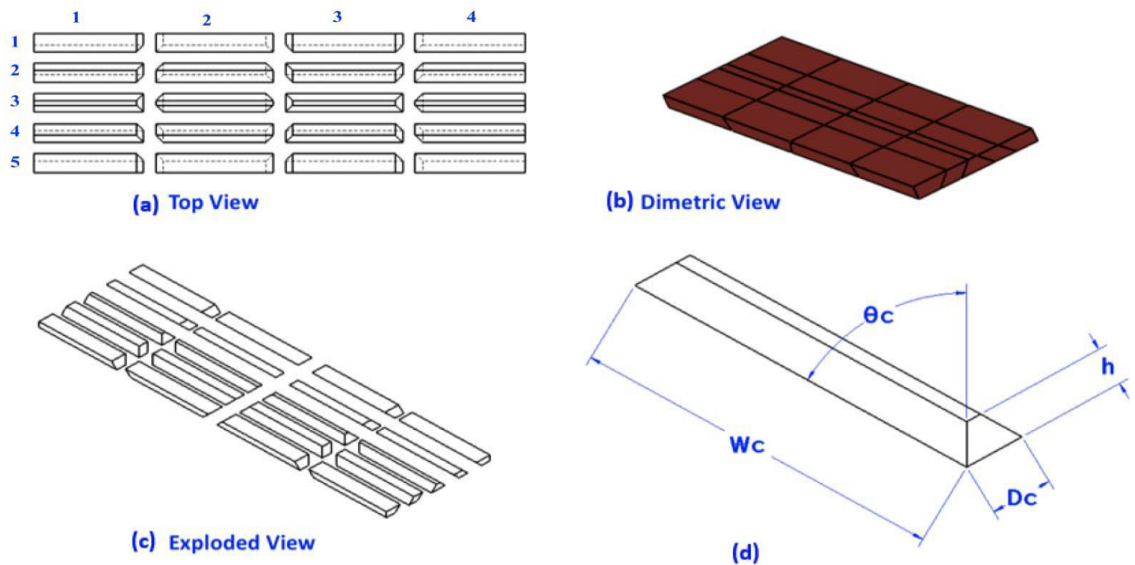 1 2 3 4
1
2
3
4
5
(a) Top View
(b) Dimetric View
(c) Exploded View
θc
h
Wc
Dc
(d)